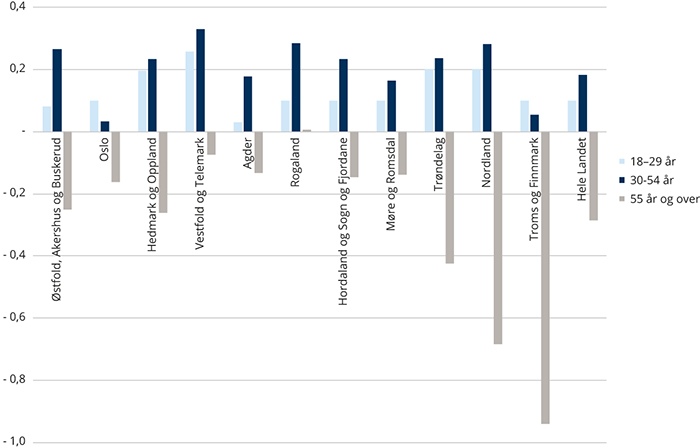 0,4
0,2
-
- 0,2
- 0,4
- 0,6
- 0,8
- 1,0
Østfold, Akershus og Buskerud
Oslo
Hedmark og Oppland
Vestfold og Telemark
Agder
Rogaland
Hordaland og Sogn og Fjordane
Møre og Romsdal
Trøndelag
Nordland
Troms og Finnmark
Hele Landet
18–29 år
30-54 år
55 år og over